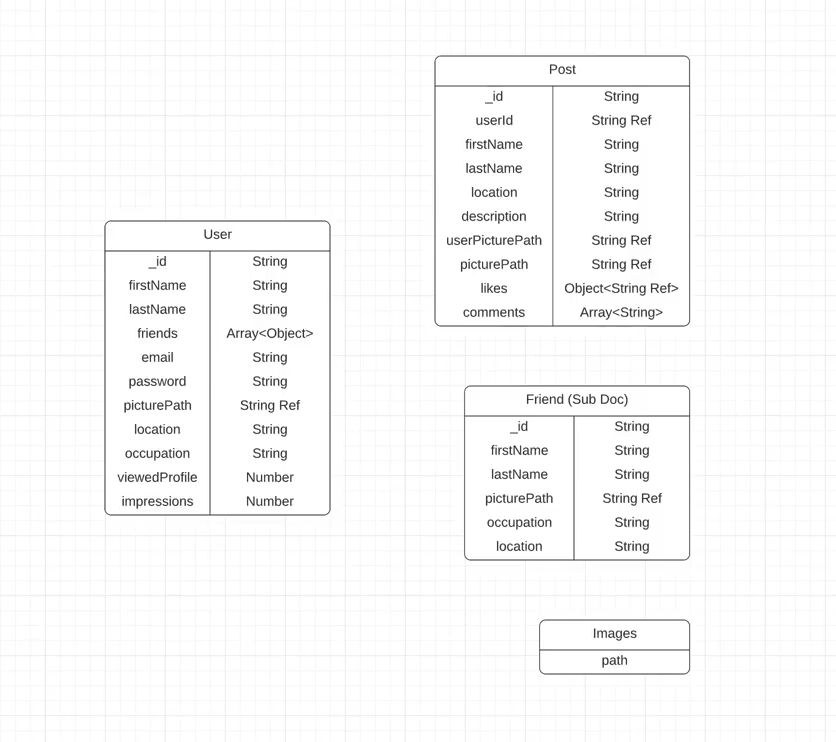 Post
_id String
userId String Ref
firstName String
lastName String
location String
description String
userPicturePath String Ref
picturePath String Ref
likes Object<String Ref>
comments Array<String>
User
_id String
firstName String
lastName String
friends Array<Object>
email String
password String
picturePath String Ref
location String
occupation String
viewedProfile Number
impressions Number
Friend (Sub Doc)
_id String
firstName String
lastName String
picturePath String Ref
occupation String
location String
Images
path